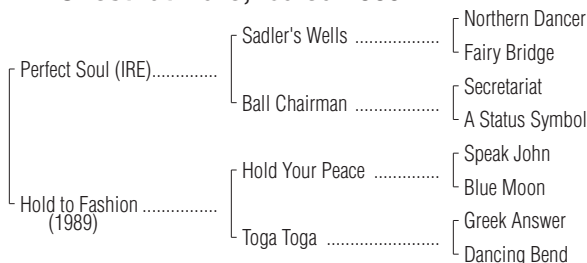 Northern Dancer
Sadler's Wells
Fairy Bridge
Perfect Soul (IRE)
Secretariat
Ball Chairman
A Status Symbol
Speak John
Hold Your Peace
Blue Moon
Hold to Fashion
(1989)
Greek Answer
Toga Toga
Dancing Bend